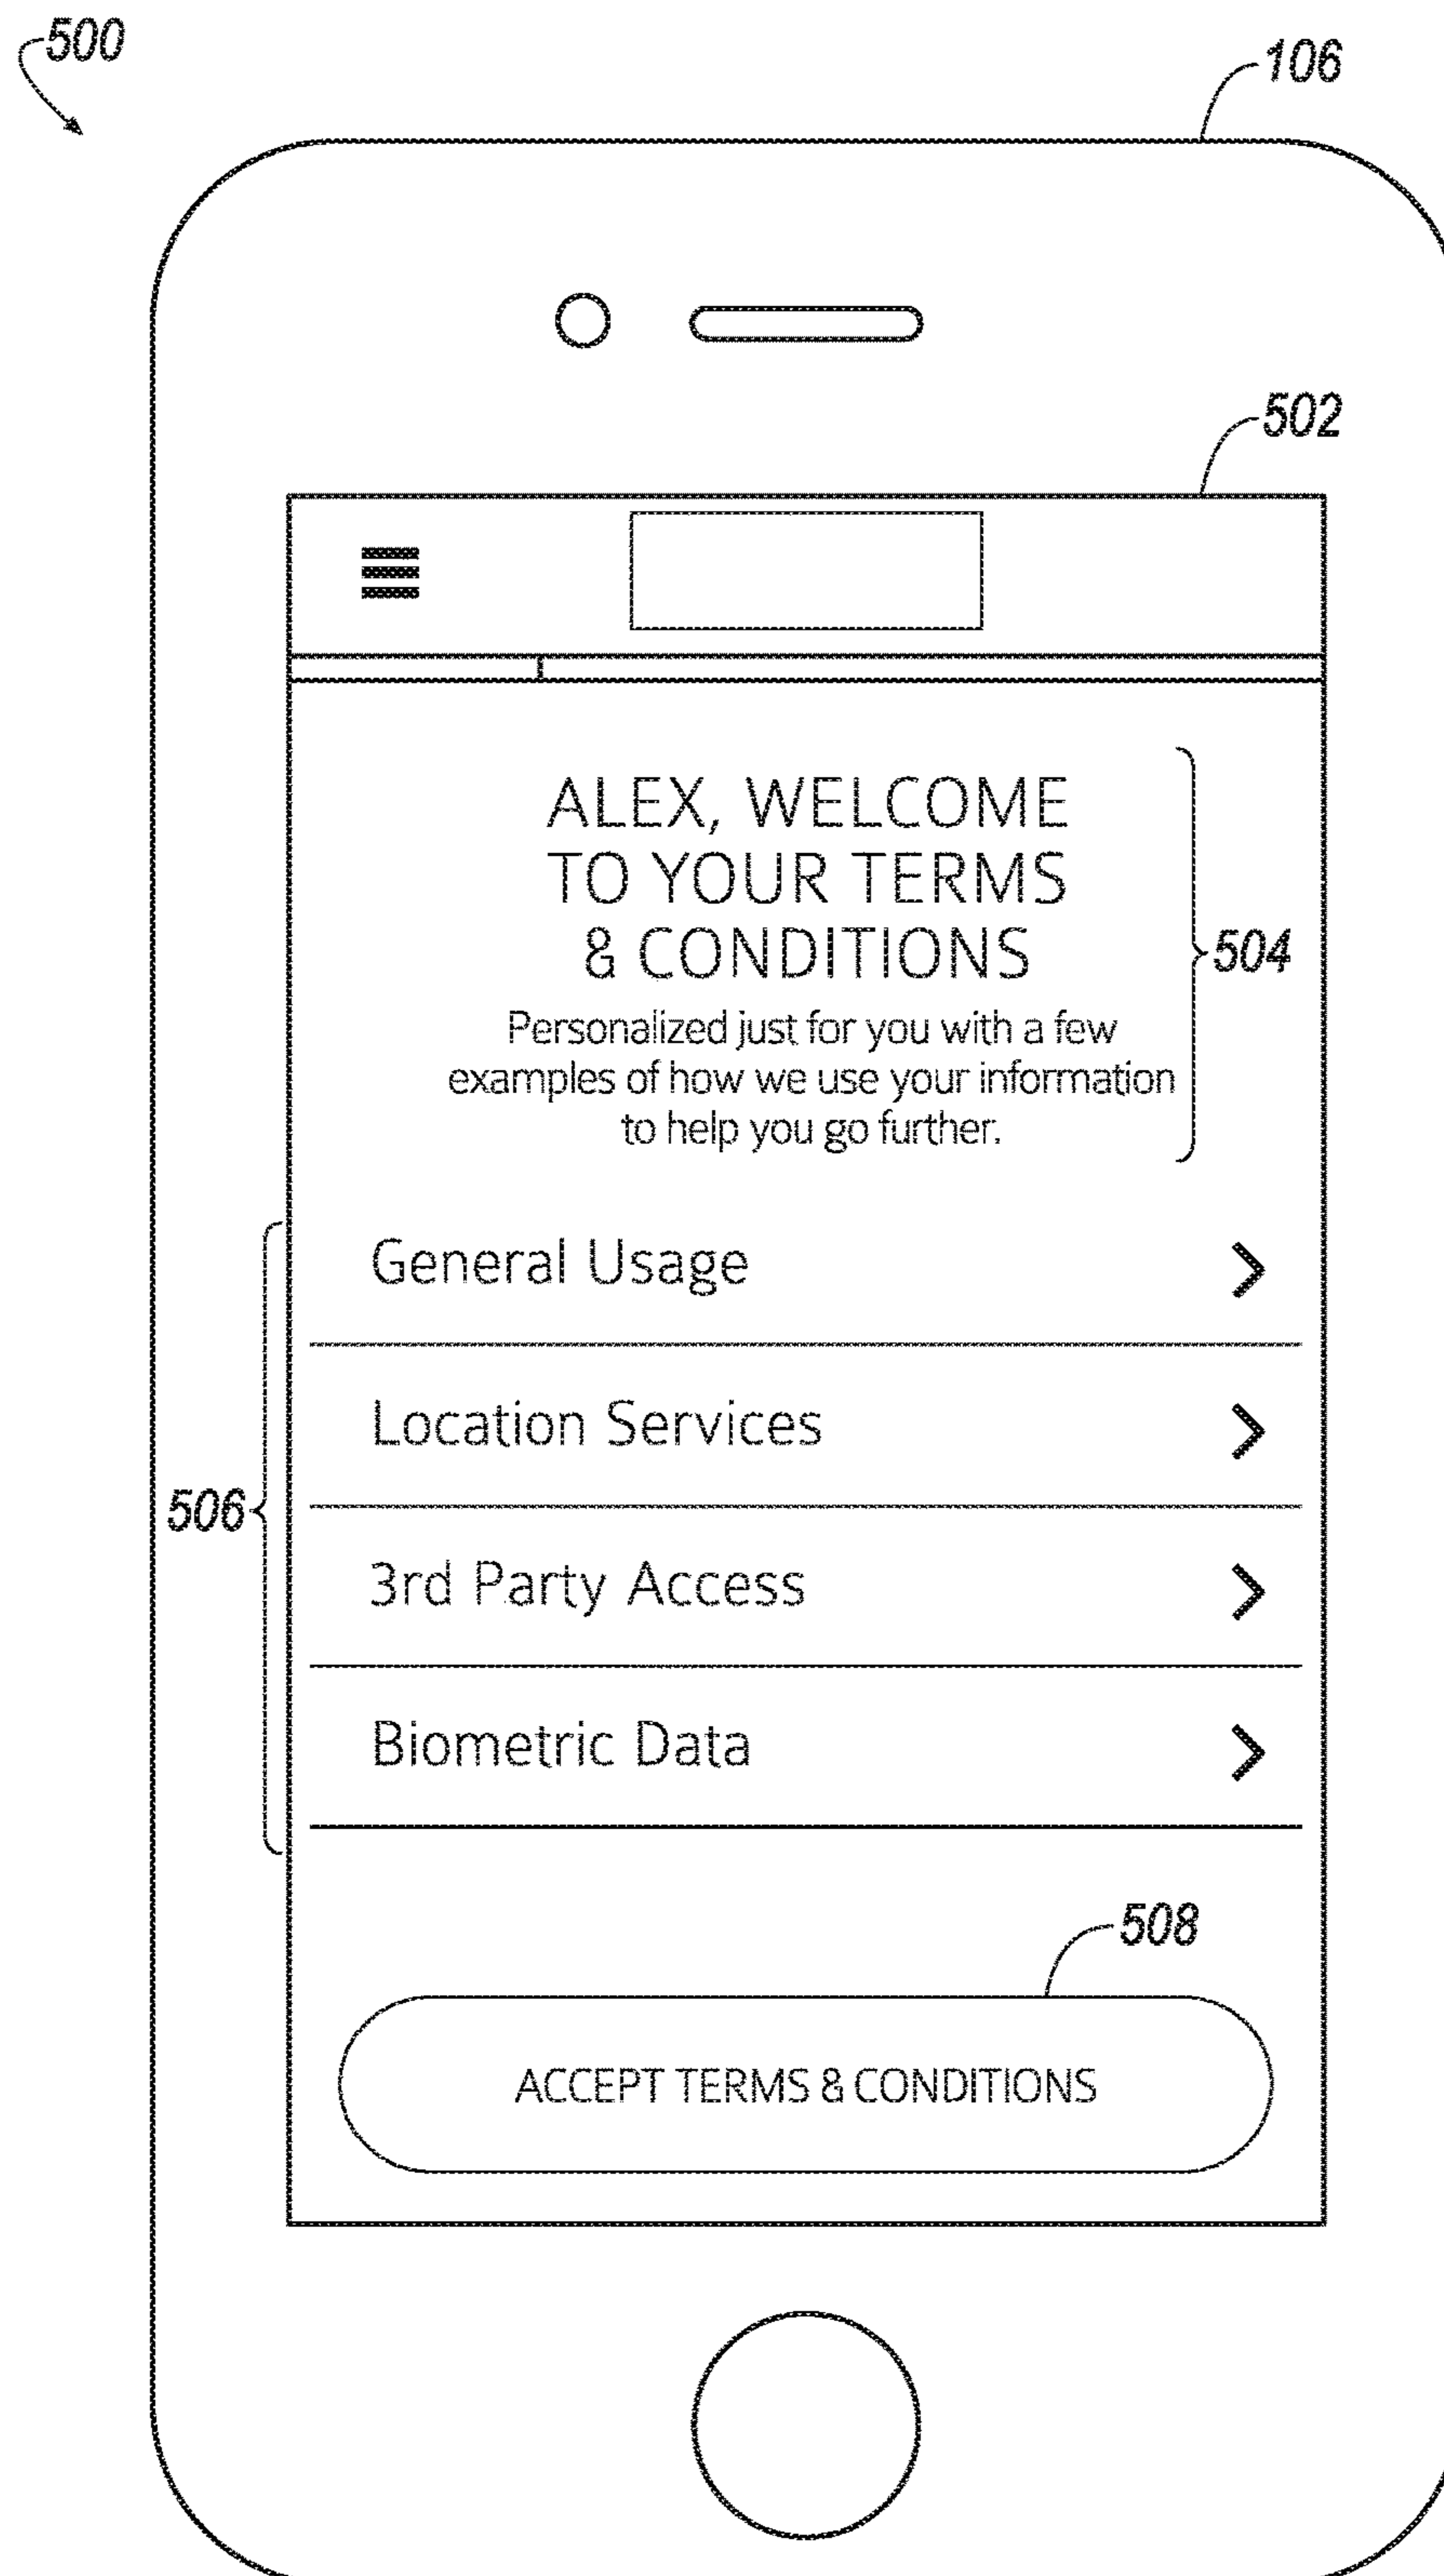 500
106
502
ALEX, WELCOME
TO YOUR TERMS
& CONDITIONS
504
Personalized just for you with a few
examples of how we use your information
to help you go further.
General Usage
Location Services
506
3rd Party Access
Biometric Data
508
ACCEPT TERMS & CONDITIONS